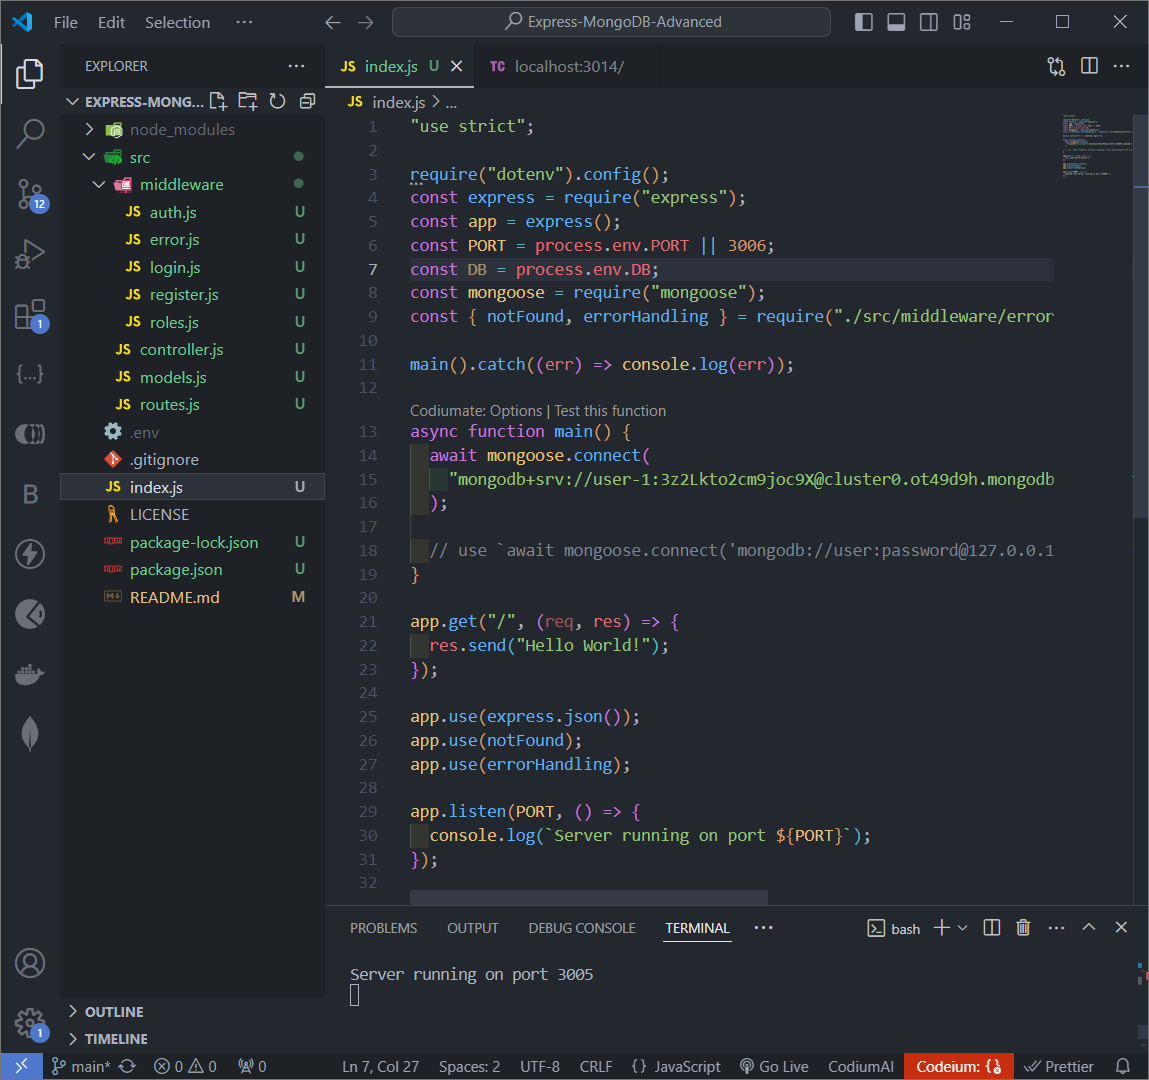 File Edit Selection ··· Express-MongoDB-Advanced
EXPLORER ···
EXPRESS-MONG...
node_modules
src
middleware
JS auth.js U
JS error.js U
JS login.js U
JS register.js U
JS roles.js U
JS controller.js U
JS models.js U
JS routes.js U
.env
.gitignore
JS index.js U
LICENSE
package-lock.json U
package.json U
README.md M
OUTLINE
TIMELINE
12
1
{...}
B
1
JS index.js U TC localhost:3014/ ···
JS index.js > ...
1 "use strict";
2
3 require("dotenv").config();
4 const express = require("express");
5 const app = express();
6 const PORT = process.env.PORT || 3006;
7 const DB = process.env.DB;
8 const mongoose = require("mongoose");
9 const { notFound, errorHandling } = require("./src/middleware/error
10
11 main().catch((err) => console.log(err));
12
Codiumate: Options | Test this function
13 async function main() {
14 await mongoose.connect(
15 "mongodb+srv://user-1:3z2Lkto2cm9joc9X@cluster0.ot49d9h.mongodb
16 );
17
18 // use `await mongoose.connect('mongodb://user:password@127.0.0.1
19 }
20
21 app.get("/", (req, res) => {
22 res.send("Hello World!");
23 });
24
25 app.use(express.json());
26 app.use(notFound);
27 app.use(errorHandling);
28
29 app.listen(PORT, () => {
30 console.log(`Server running on port ${PORT}`);
31 });
32
PROBLEMS OUTPUT DEBUG CONSOLE TERMINAL ··· bash ···
Server running on port 3005
main* 0 0 0 Ln 7, Col 27 Spaces: 2 UTF-8 CRLF {} JavaScript Go Live CodiumAI Codeium: {} Prettier